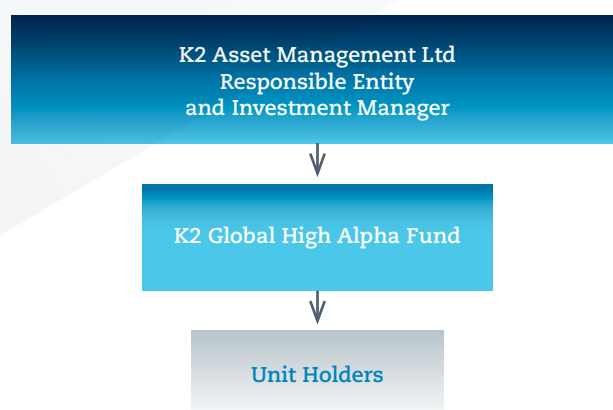 K2 Asset Management Ltd
Responsible Entity
and Investment Manager
K2 Global High Alpha Fund
Unit Holders